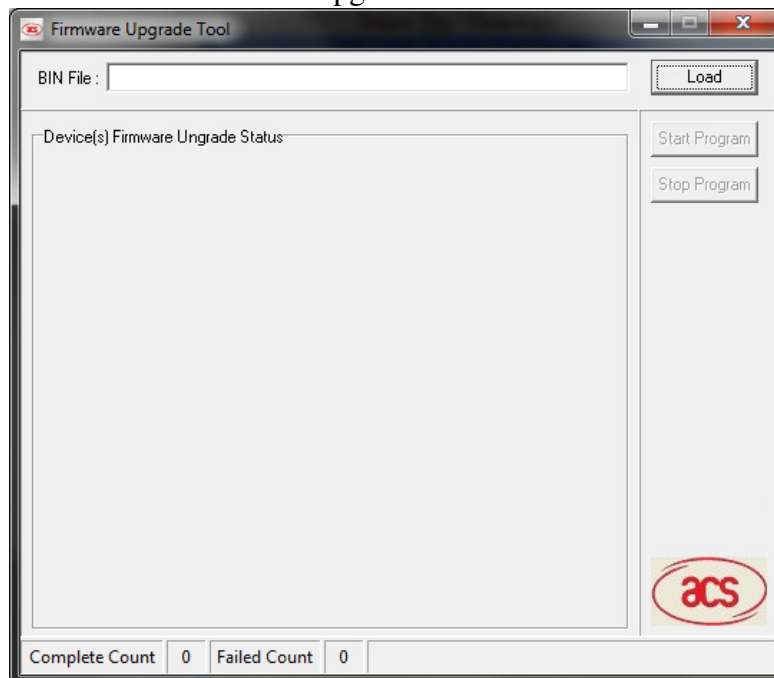 Firmware Upgrade Tool
BIN File :
Load
Device(s) Firmware Ungrade Status
Start Program
Stop Program
acs
Complete Count 0 Failed Count 0